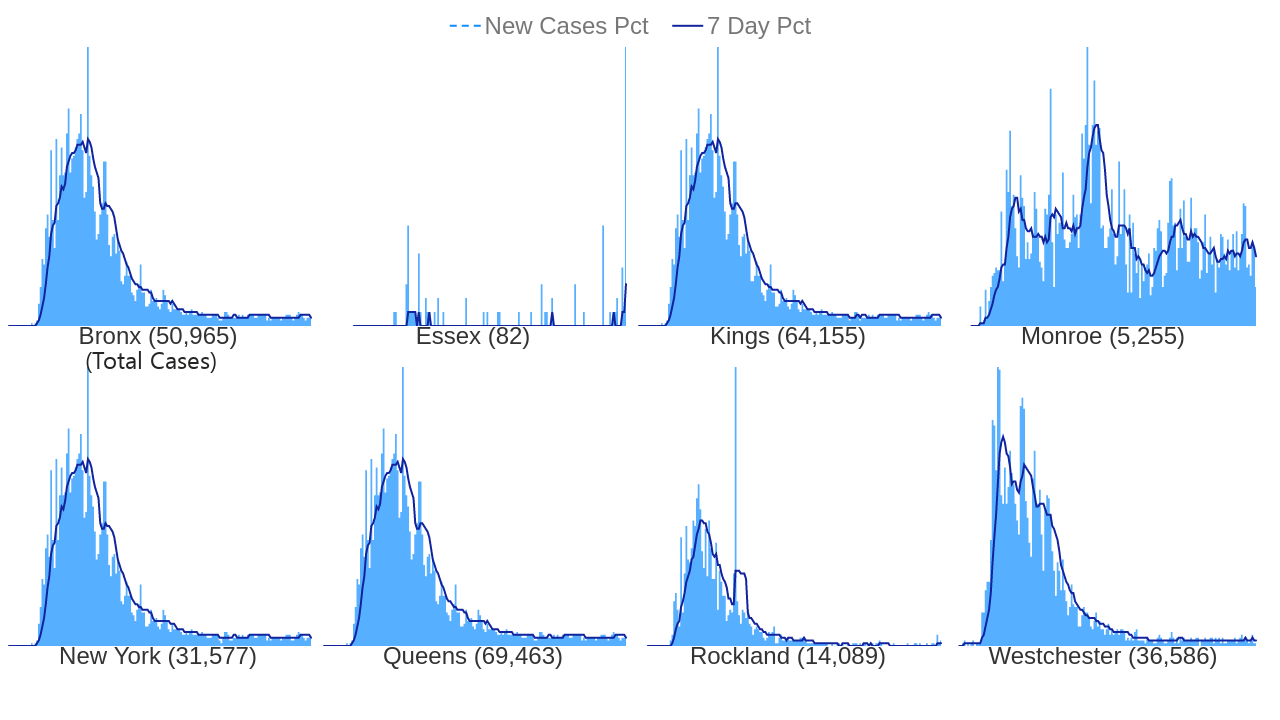 New Cases Pct 7 Day Pct
Bronx (50,965) Essex (82) Kings (64,155) Monroe (5,255)
(Total Cases)
New York (31,577) Queens (69,463) Rockland (14,089) Westchester (36,586)